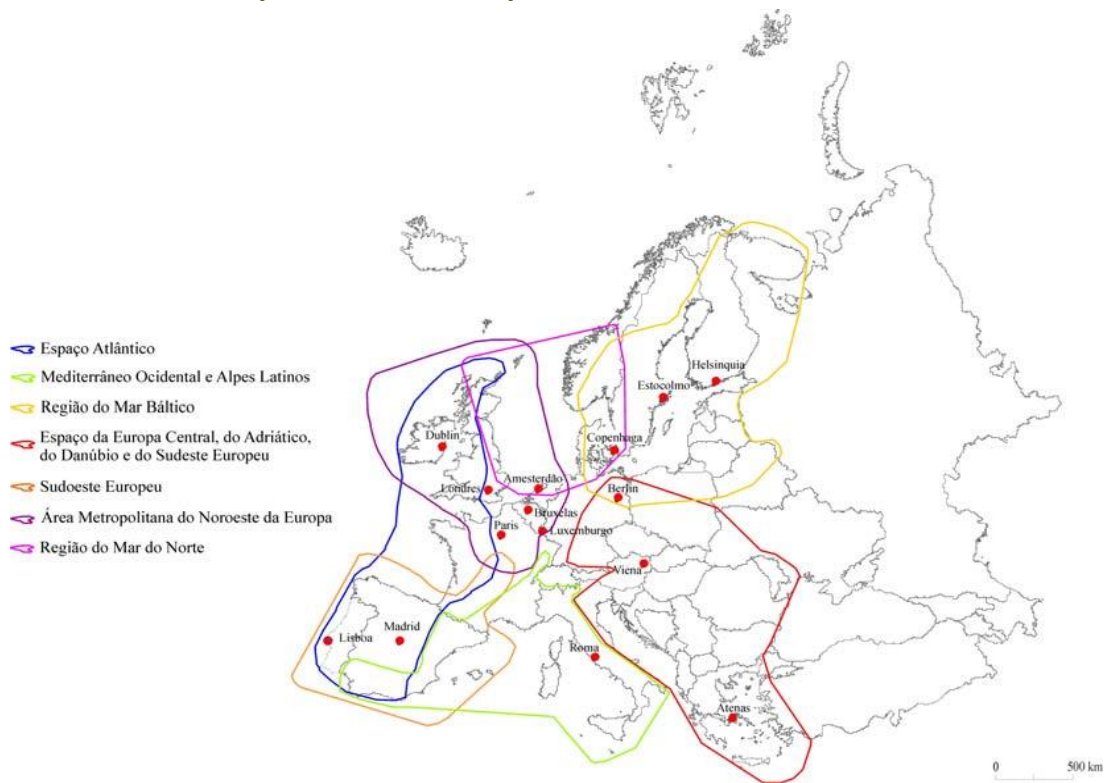 Espaço Atlântico
Mediterrâneo Ocidental e Alpes Latinos
Região do Mar Báltico
Espaço da Europa Central, do Adriático,
do Danúbio e do Sudeste Europeu
Sudoeste Europeu
Área Metropolitana do Noroeste da Europa
Região do Mar do Norte
Helsinquia
Estocolmo
Dublin
Copenhaga
Londres
Amesterdão
Berlin
Bruxelas
Paris
Luxemburgo
Viena
Lisboa
Madrid
Roma
Atenas
0 500 km